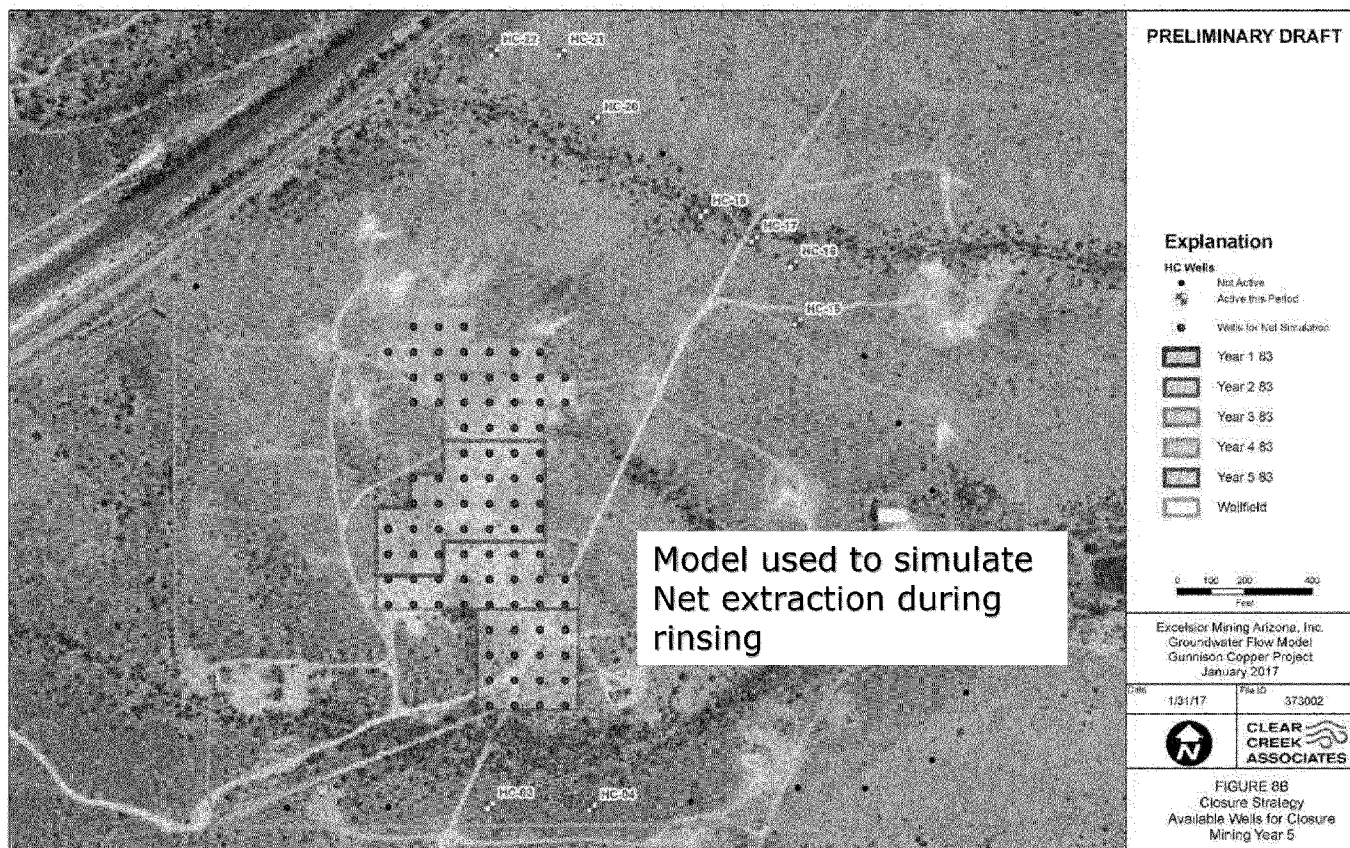 HC-22
HC-21
HC-20
HC-17
HC-16
HC-15
HC-03
HC-04
Model used to simulate
Net extraction during
rinsing
PRELIMINARY DRAFT
Explanation
HC Wells
Not Active
Active this Period
Wells for Net Simulation
Year 1 83
Year 2 83
Year 3 83
Year 4 83
Year 5 83
Wellfield
0 100 200 400
Feet
Excelsior Mining Arizona, Inc.
Groundwater Flow Model
Gunnison Copper Project
January 2017
Date
1/31/17
File ID
373002
N
CLEAR
CREEK
ASSOCIATES
FIGURE 8B
Closure Strategy
Available Wells for Closure
Mining Year 5